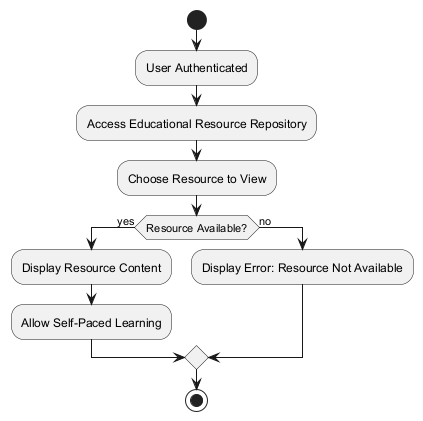 User Authenticated
Access Educational Resource Repository
Choose Resource to View
yes
Resource Available?
no
Display Resource Content
Display Error: Resource Not Available
Allow Self-Paced Learning